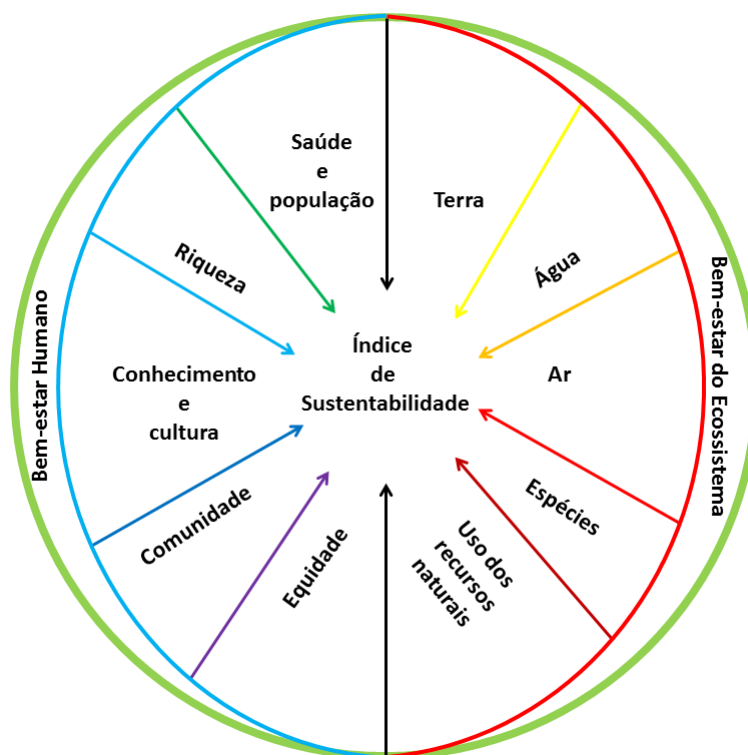 Saúde
e
população
Terra
Riqueza
Água
Bem-estar Humano
Bem-estar do Ecossistema
Índice
de
Sustentabilidade
Conhecimento
e
cultura
Ar
Comunidade
Espécies
Equidade
Uso dos
recursos
naturais